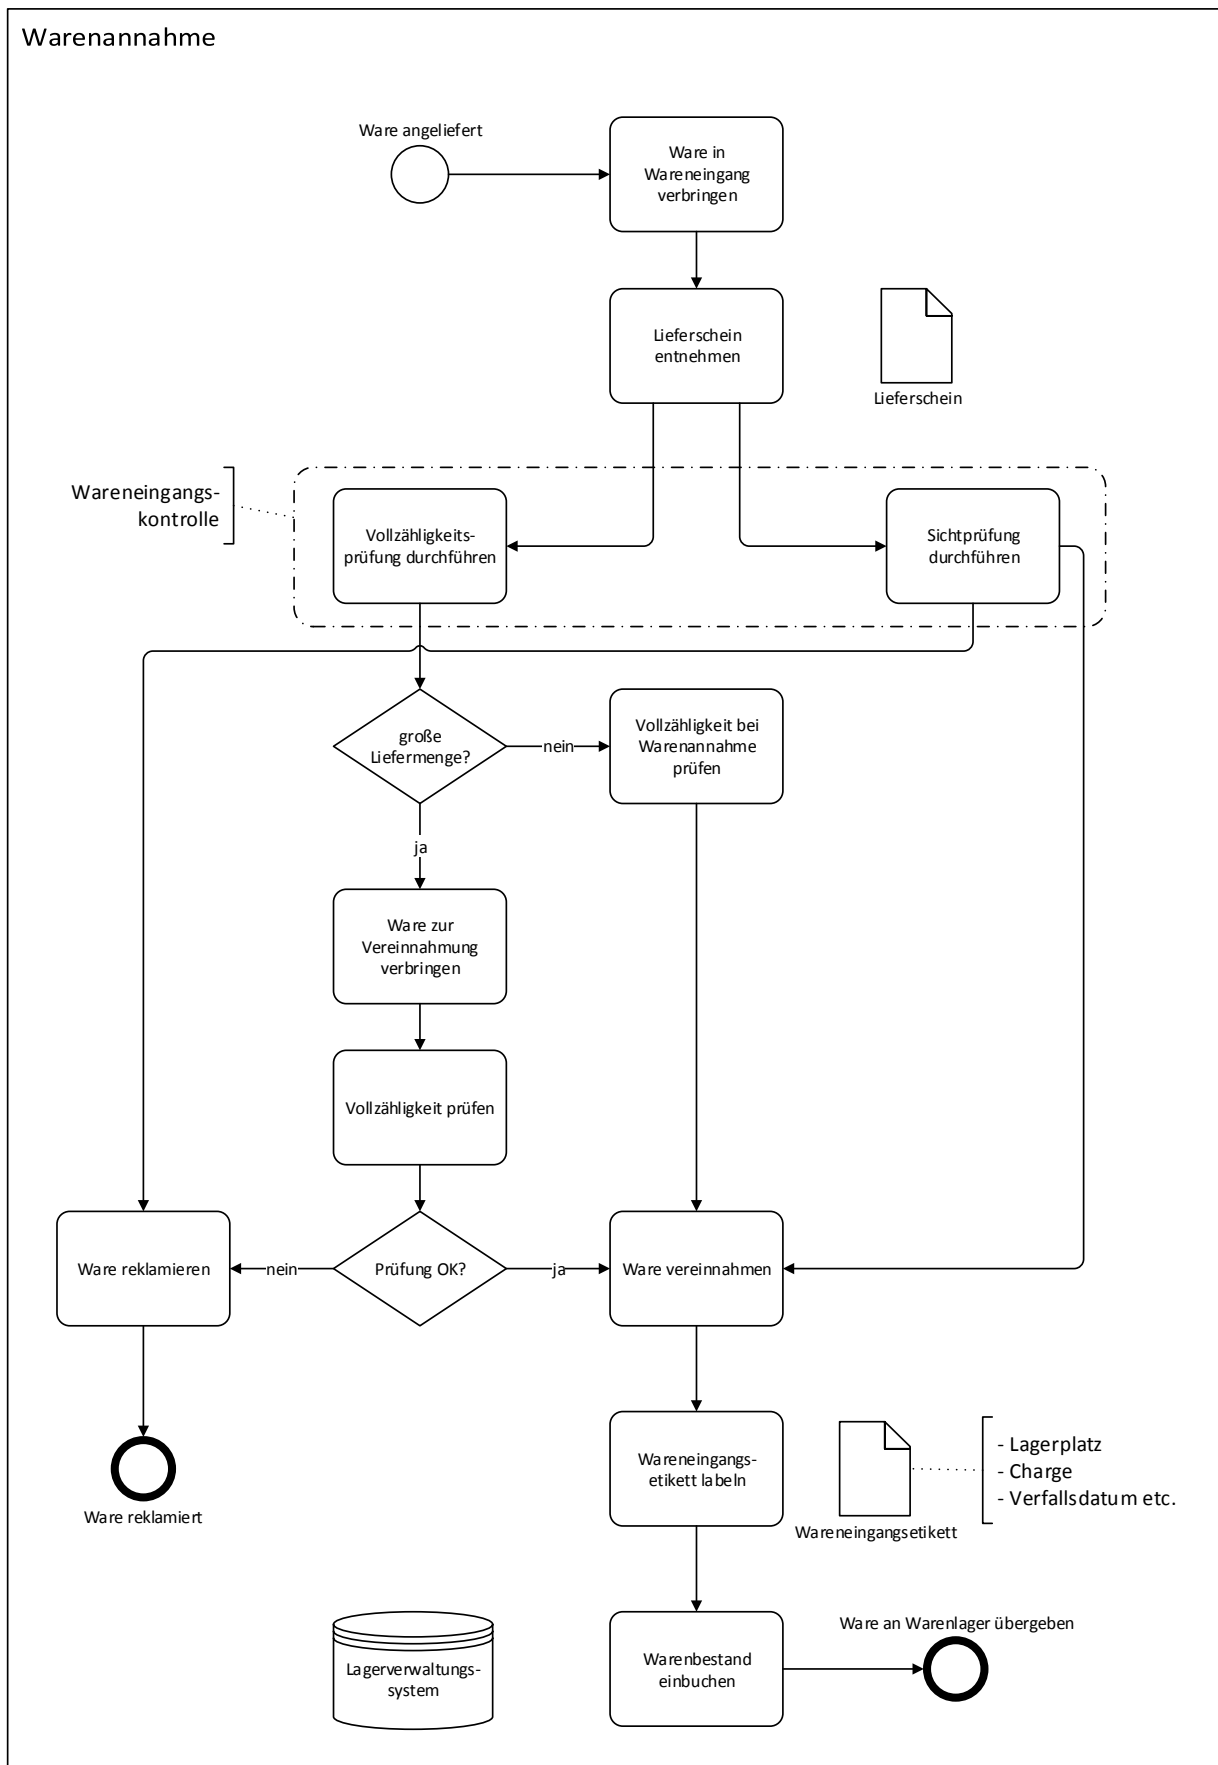 Warenannahme
Ware angeliefert
Ware in
Wareneingang
verbringen
Lieferschein
entnehmen
Lieferschein
Wareneingangs-
kontrolle
Vollzähligkeits-
prüfung durchführen
Sichtprüfung
durchführen
große
Liefermenge?
nein
Vollzähligkeit bei
Warenannahme
prüfen
ja
Ware zur
Vereinnahmung
verbringen
Vollzähligkeit prüfen
Ware reklamieren
nein
Prüfung OK?
ja
Ware vereinnahmen
Wareneingangs-
etikett labeln
Wareneingangsetikett
- Lagerplatz
- Charge
- Verfallsdatum etc.
Ware reklamiert
Lagerverwaltungs-
system
Warenbestand
einbuchen
Ware an Warenlager übergeben